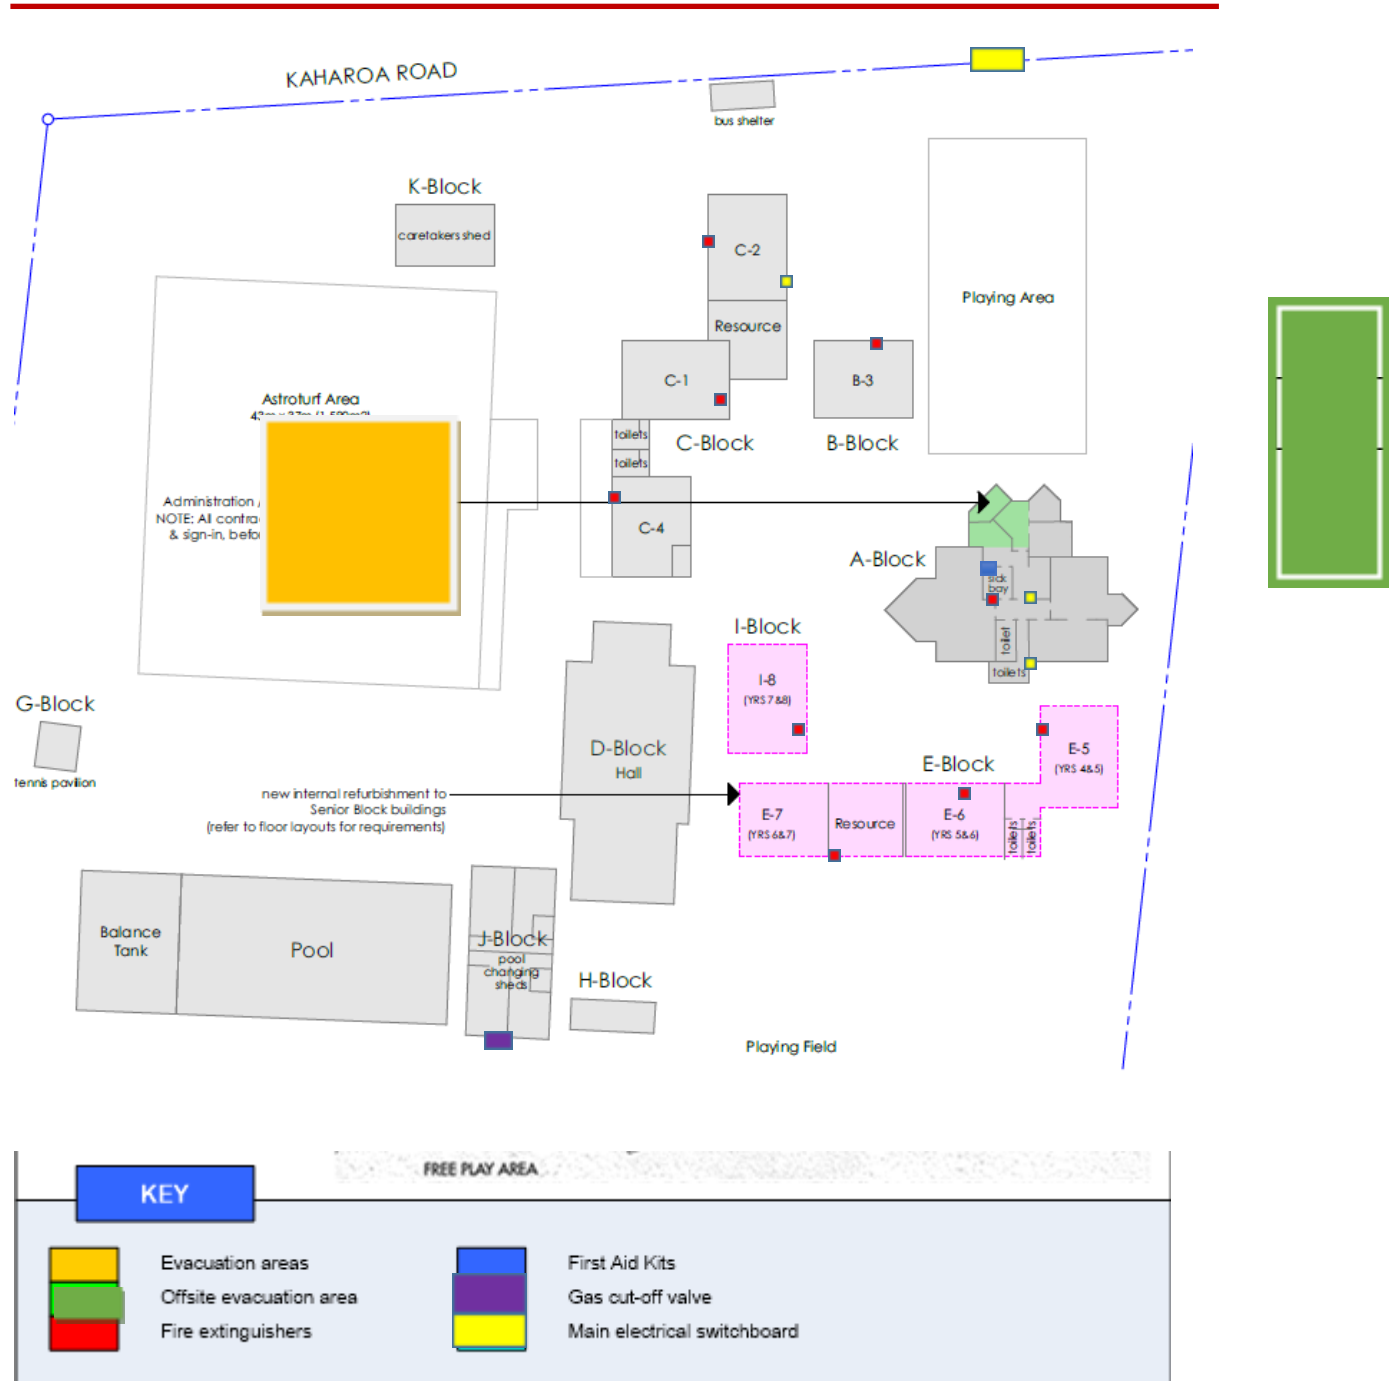 KAHAROA ROAD
bus shelter
K-Block
caretakers shed
C-2
Resource
Playing Area
C-1
B-3
Astroturf Area
toilets
toilets
C-Block
B-Block
Administration
NOTE: All
& sign-in,
C-4
A-Block
sick
bay
toilet
toilets
I-Block
I-8
(YRS 7&8)
G-Block
tennis pavilion
D-Block
Hall
E-Block
E-5
(YRS 4&5)
new internal refurbishment to
Senior Block buildings
(refer to floor layouts for requirements)
E-7
(YRS 6&7)
Resource
E-6
(YRS 5&6)
toilets
toilets
Balance
Tank
Pool
J-Block
pool
changing
sheds
H-Block
Playing Field
FREE PLAY AREA
KEY
Evacuation areas
First Aid Kits
Offsite evacuation area
Gas cut-off valve
Fire extinguishers
Main electrical switchboard